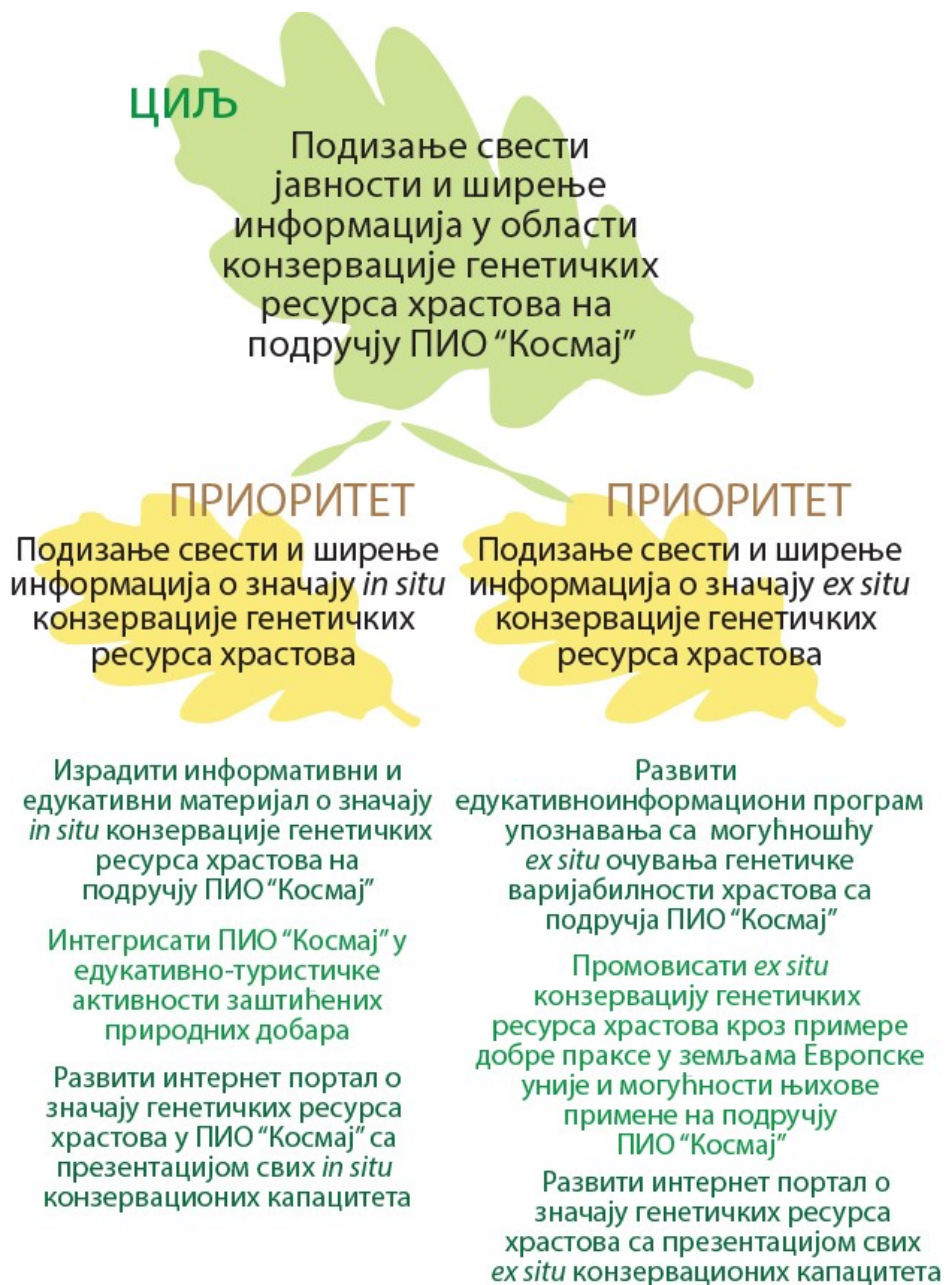 ЦИЉ
Подизање свести
јавности и ширење
информација у области
конзервације генетичких
ресурса храстова на
подручју ПИО “Космај”
ПРИОРИТЕТ
Подизање свести и ширење
информација о значају in situ
конзервације генетичких
ресурса храстова
Израдити информативни и
едукативни материјал о значају
in situ конзервације генетичких
ресурса храстова на
подручју ПИО “Космај”
Интегрисати ПИО “Космај” у
едукативно-туристичке
активности заштићених
природних добара
Развити интернет портал о
значају генетичких ресурса
храстова у ПИО “Космај” са
презентацијом свих in situ
конзервационих капацитета
ПРИОРИТЕТ
Подизање свести и ширење
информација о значају ex situ
конзервације генетичких
ресурса храстова
Развити
едукативноинформациони програм
упознавања са могућношћу
ex situ очувања генетичке
варијабилности храстова са
подручја ПИО “Космај”
Промовисати ex situ
конзервацију генетичких
ресурса храстова кроз примере
добре праксе у земљама Европске
уније и могућности њихове
примене на подручју
ПИО “Космај”
Развити интернет портал о
значају генетичких ресурса
храстова са презентацијом свих
ex situ конзервационих капацитета